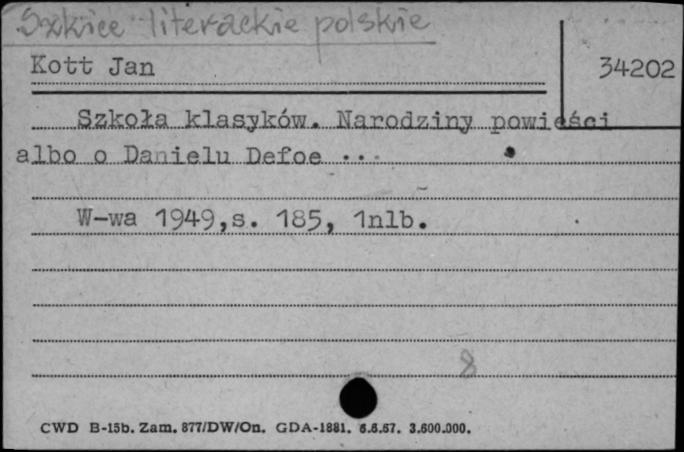 Szkice literackie polskie
Kott Jan
34202
Szkoła klasyków. Narodziny powieści
albo o Danielu Defoe ...
W-wa 1949,s. 185, 1nlb.
8
CWD B-15b. Zam. 877/DW/On. GDA-1881. 6.6.67. 3.600.000.